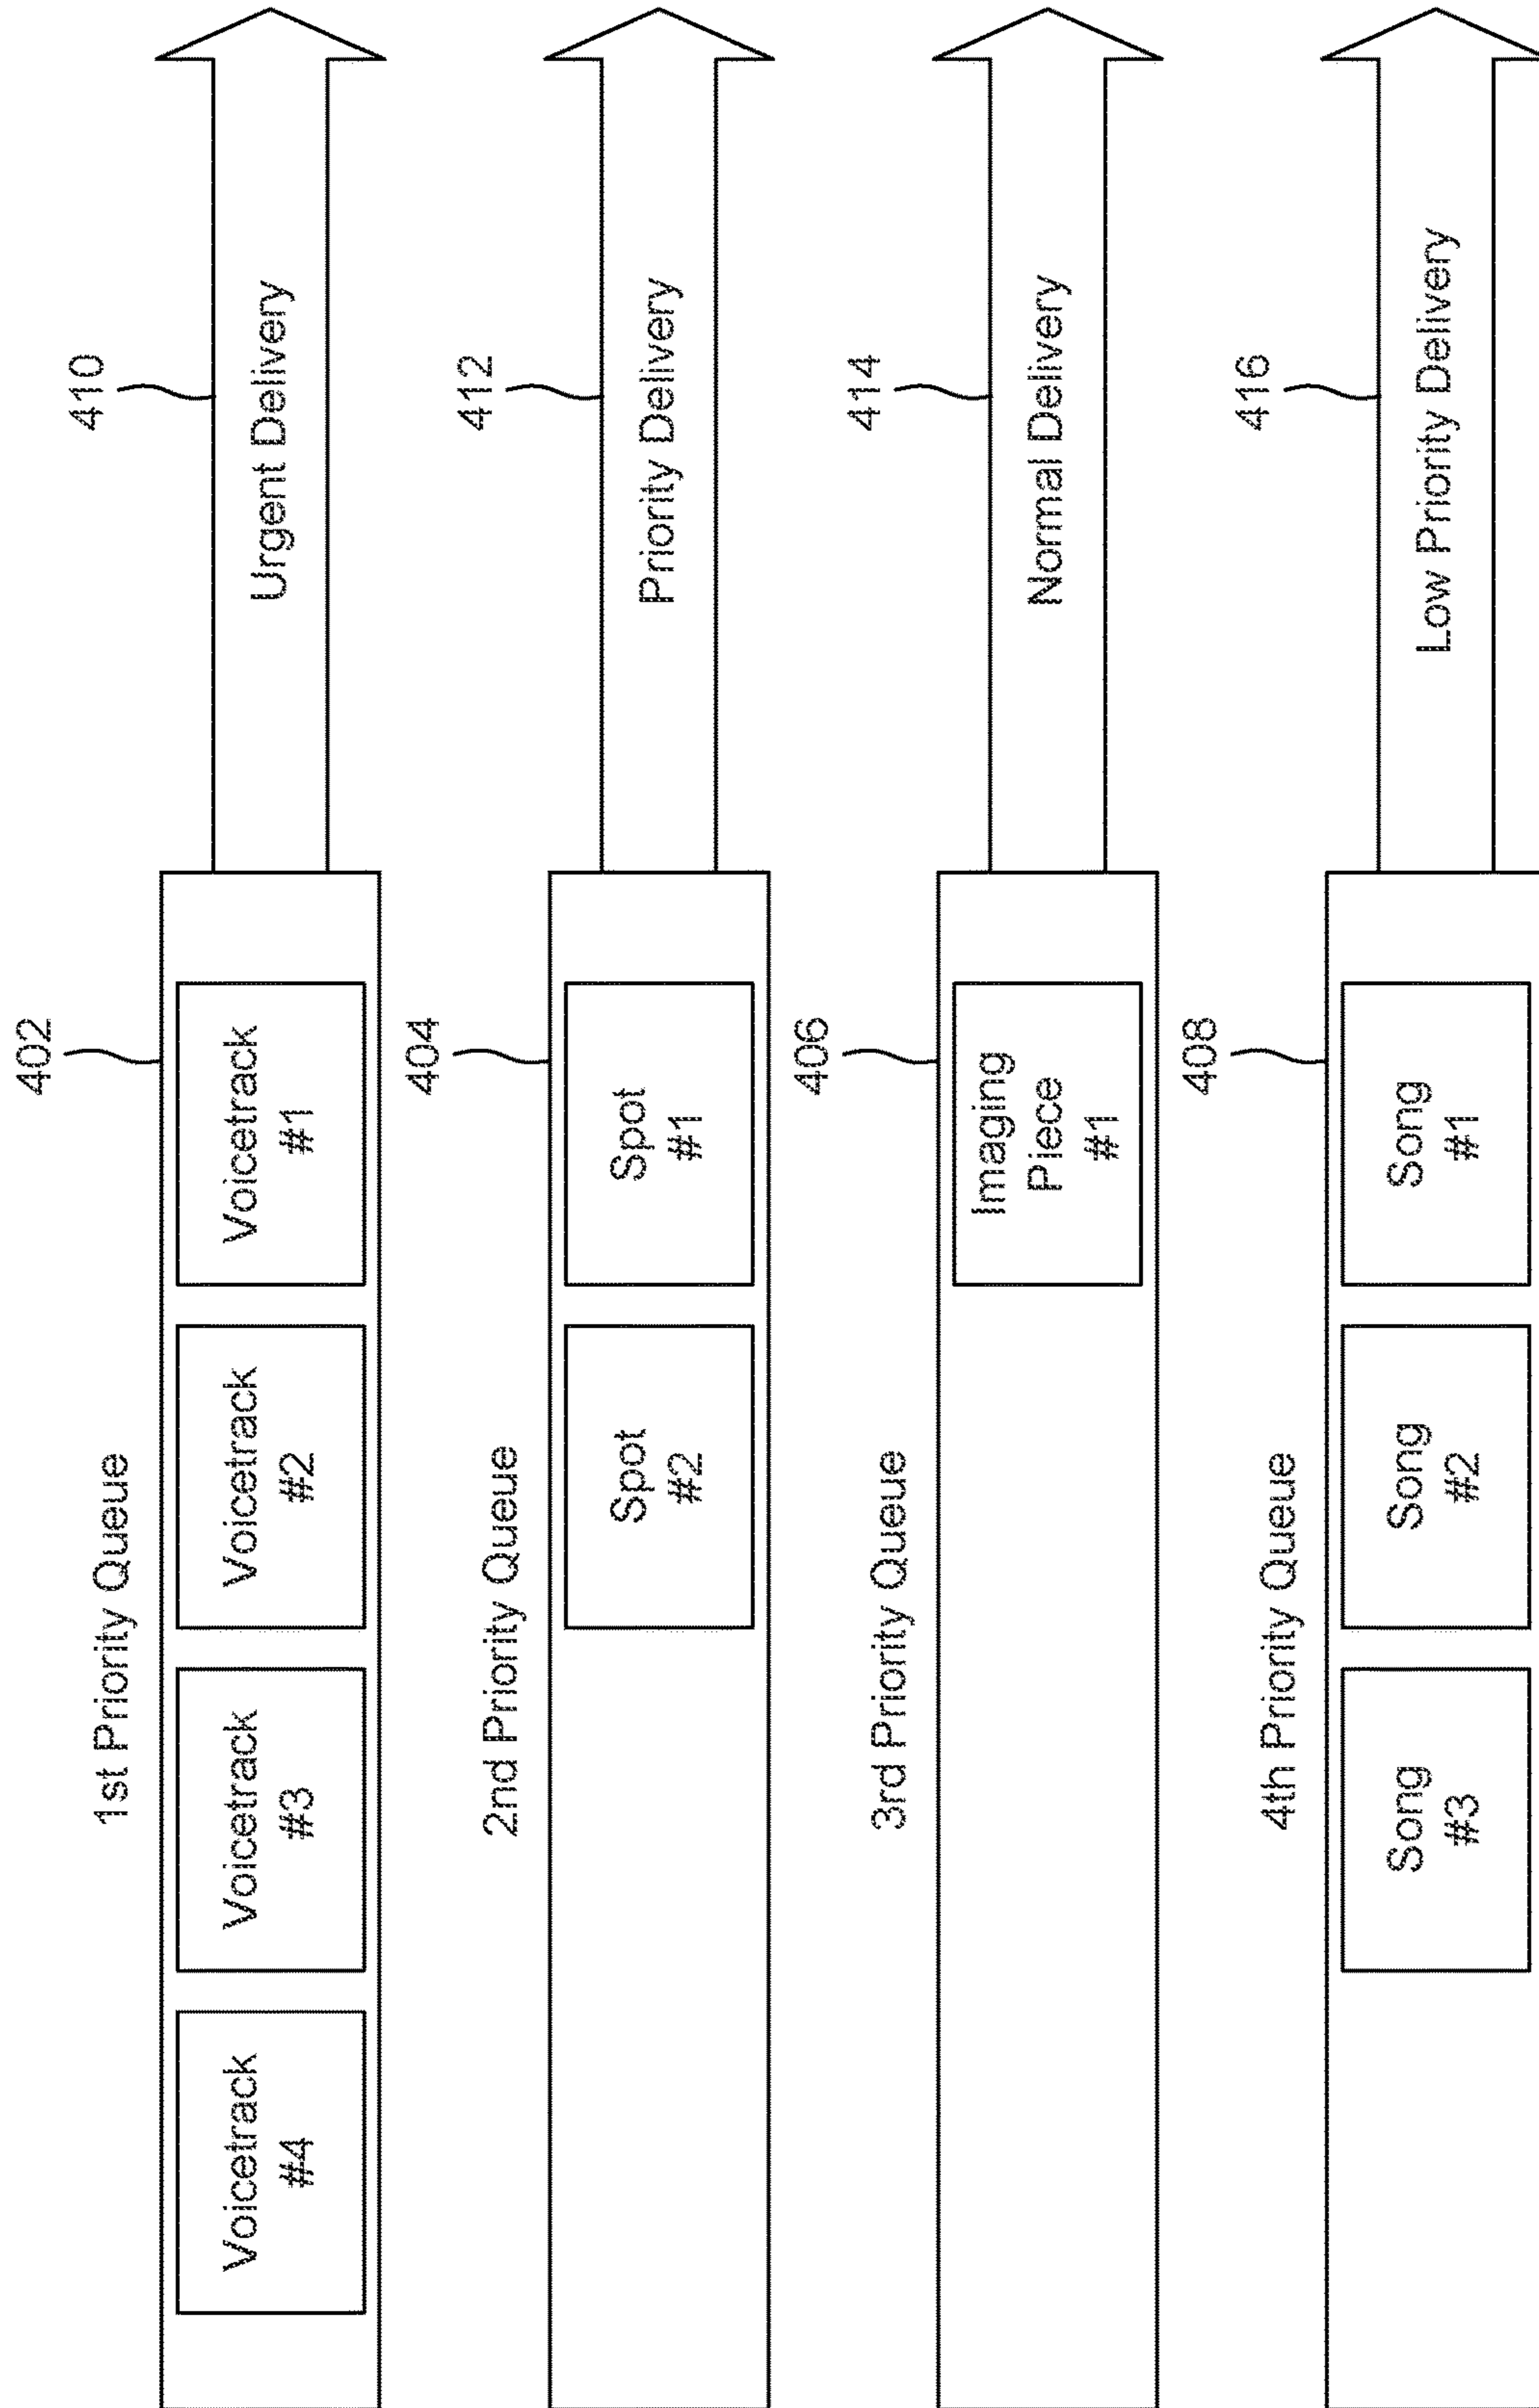 402
410
1st Priority Queue
Voicetrack
#4
Voicetrack
#3
Voicetrack
#2
Voicetrack
#1
Urgent Delivery
404
412
2nd Priority Queue
Spot
#2
Spot
#1
Priority Delivery
406
414
3rd Priority Queue
Imaging
Piece
#1
Normal Delivery
408
416
4th Priority Queue
Song
#3
Song
#2
Song
#1
Low Priority Delivery